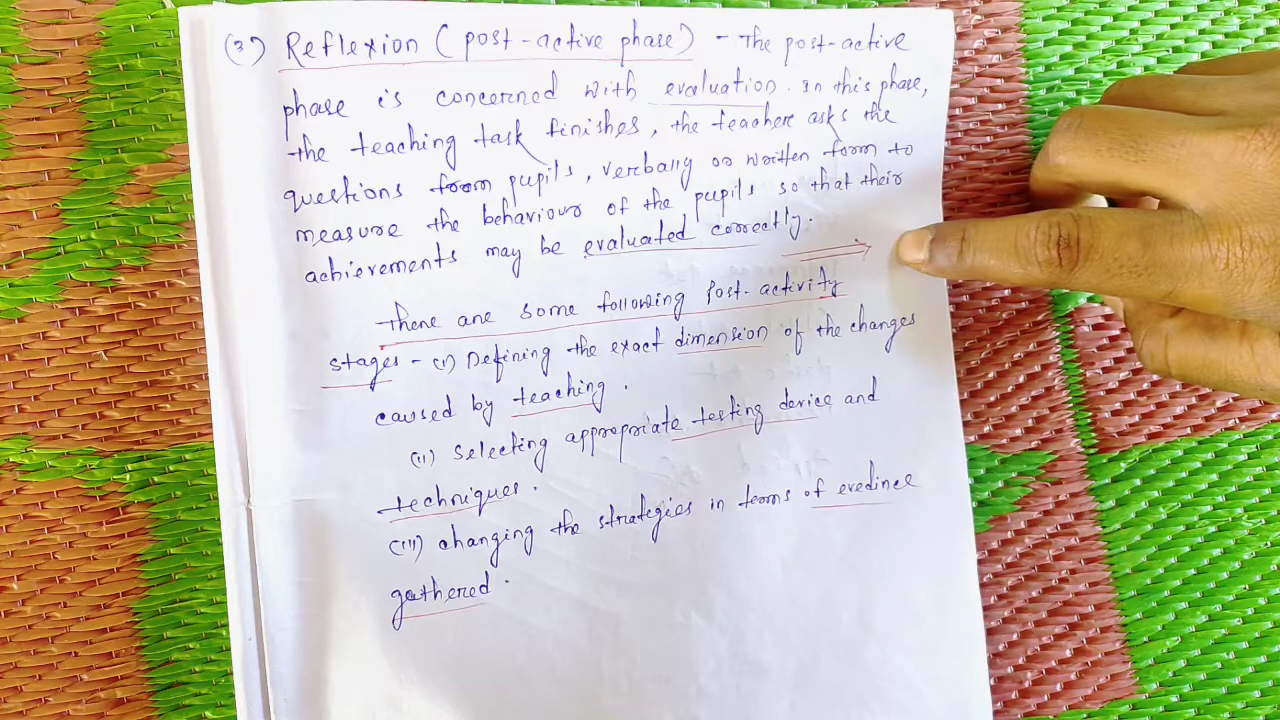 (3) Reflexion (post-active phase) - The post-active
phase is concerned with evaluation. In this phase,
the teaching task finishes, the teacher asks the
questions from pupils, verbally or written form to
measure the behaviour of the pupils so that their
achievements may be evaluated correctly.
There are some following post-activity
stages - (i) Defining the exact dimension of the changes
caused by teaching.
(ii) Selecting appropriate testing device and
techniques.
(iii) changing the strategies in terms of evedince
gathered.